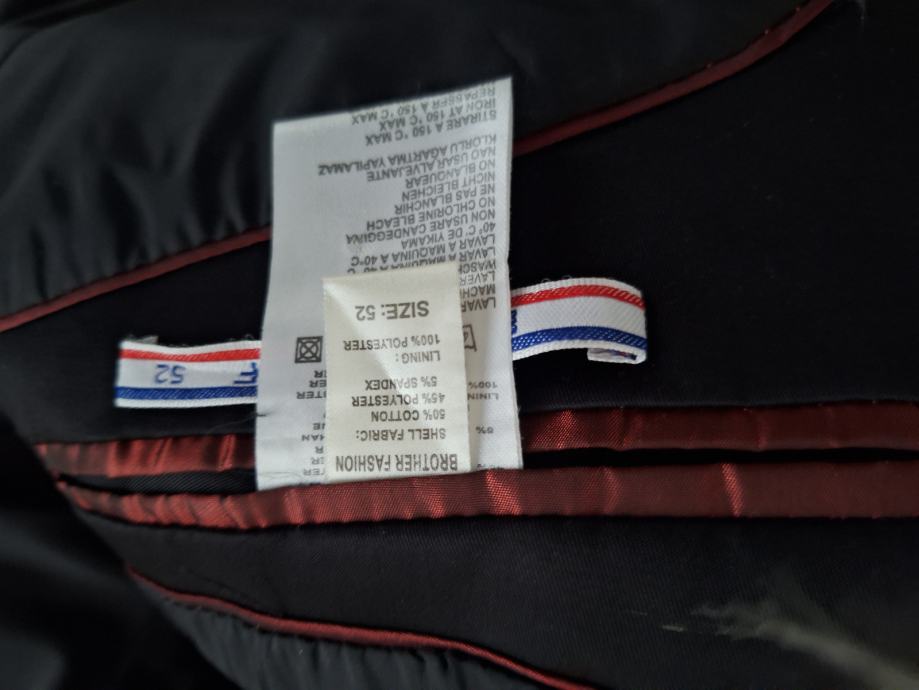 BROTHER FASHION
SHELL FABRIC:
50% COTTON
45% POLYESTER
5% SPANDEX
LINING:
100% POLYESTER
SIZE: 52
LAVAR A MAQUINA A 40°C
40°C DE YIKAMA
NON USARE CANDEGGINA
NO CHLORINE BLEACH
NE PAS BLANCHIR
NICHT BLEICHEN
NO BLANQUEAR
NAO USAR ALVEJANTE
KLORLU AGARTMA YAPILAMAZ
STIRARE A 150 °C MAX
IRON AT 150 °C MAX
REPASSER A 150 °C MAX
52